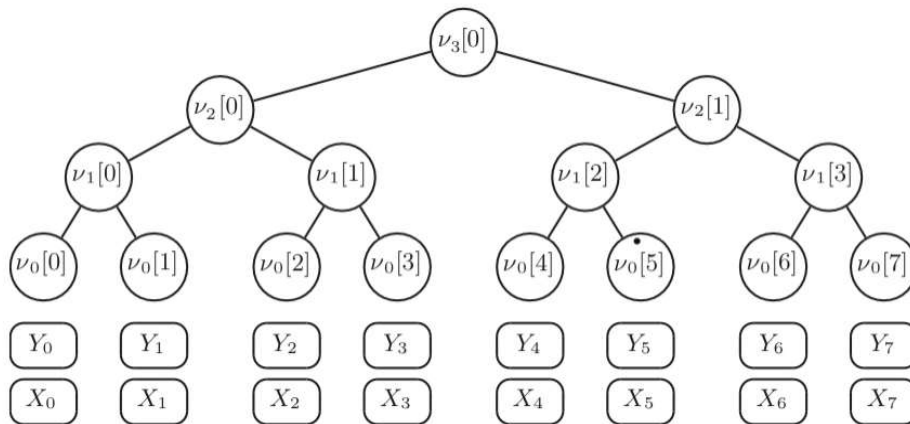 ν₃[0]
ν₂[0] ν₂[1]
ν₁[0] ν₁[1] ν₁[2] ν₁[3]
ν₀[0] ν₀[1] ν₀[2] ν₀[3] ν₀[4] ν₀[5] ν₀[6] ν₀[7]
Y₀ Y₁ Y₂ Y₃ Y₄ Y₅ Y₆ Y₇
X₀ X₁ X₂ X₃ X₄ X₅ X₆ X₇